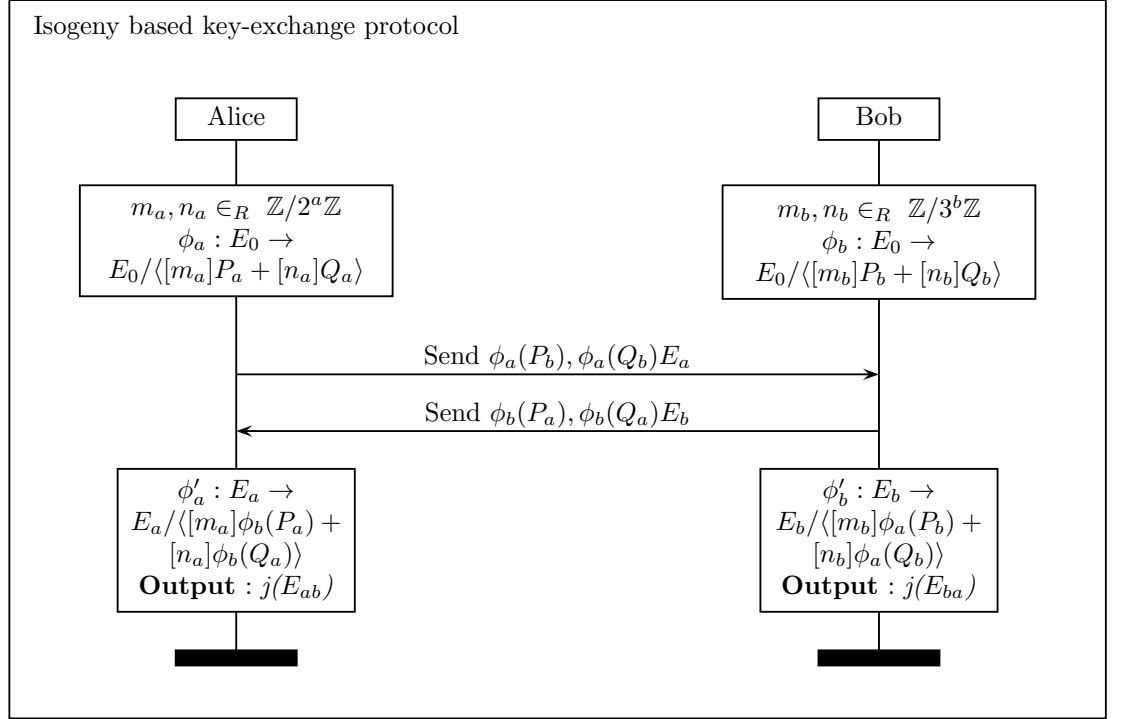 Isogeny based key-exchange protocol
Alice
Bob
m_a, n_a ∈_R ℤ/2^aℤ
ϕ_a : E_0 →
E_0/⟨[m_a]P_a + [n_a]Q_a⟩
m_b, n_b ∈_R ℤ/3^bℤ
ϕ_b : E_0 →
E_0/⟨[m_b]P_b + [n_b]Q_b⟩
Send ϕ_a(P_b), ϕ_a(Q_b)E_a
Send ϕ_b(P_a), ϕ_b(Q_a)E_b
ϕ'_a : E_a →
E_a/⟨[m_a]ϕ_b(P_a) +
[n_a]ϕ_b(Q_a)⟩
Output : j(E_ab)
ϕ'_b : E_b →
E_b/⟨[m_b]ϕ_a(P_b) +
[n_b]ϕ_a(Q_b)⟩
Output : j(E_ba)